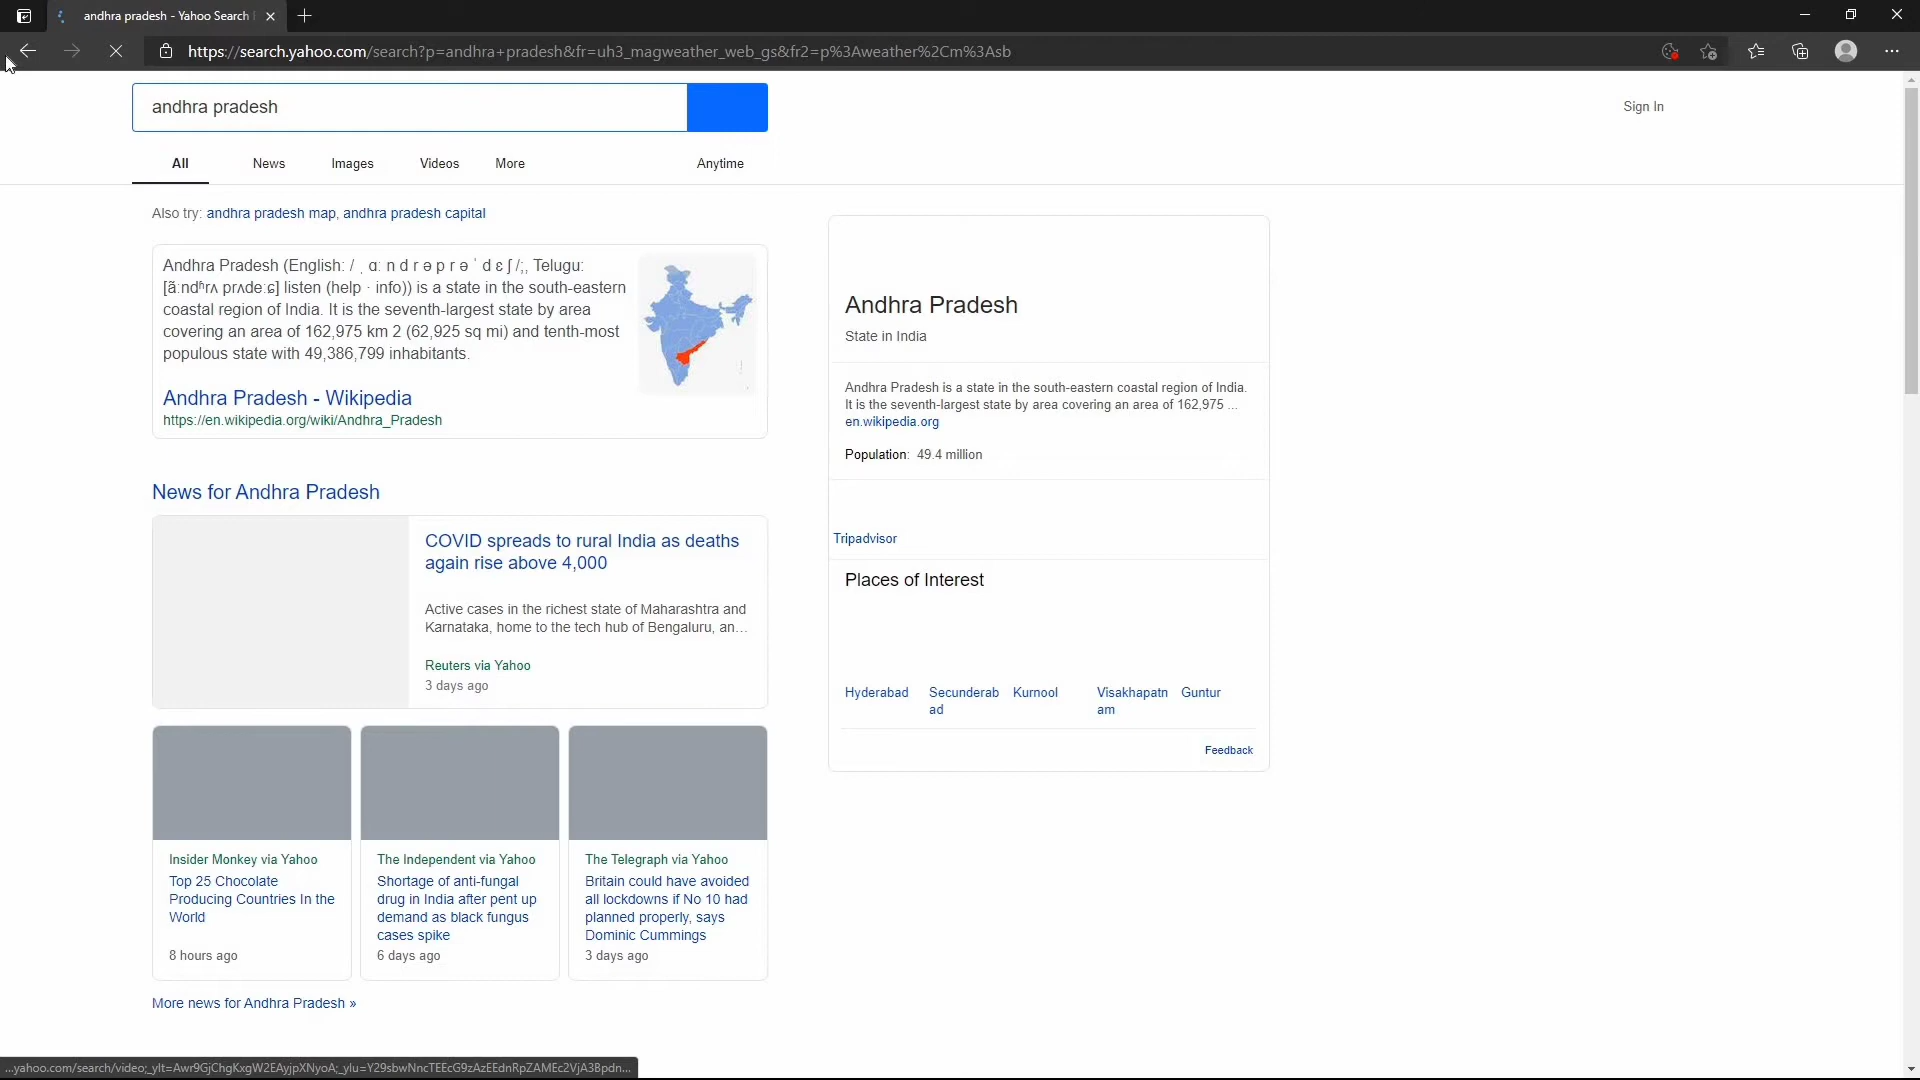 andhra pradesh - Yahoo Search
https://search.yahoo.com/search?p=andhra+pradesh&fr=uh3_magweather_web_gs&fr2=p%3Aweather%2Cm%3Asb
andhra pradesh
Sign In
All News Images Videos More Anytime
Also try: andhra pradesh map, andhra pradesh capital
Andhra Pradesh (English: / ˌ ɑː n d r ə p r ə ˈ d ɛ ʃ /;, Telugu:
[ãːndʱrʌ prʌdeːɕ] listen (help · info)) is a state in the south-eastern
coastal region of India. It is the seventh-largest state by area
covering an area of 162,975 km 2 (62,925 sq mi) and tenth-most
populous state with 49,386,799 inhabitants.
Andhra Pradesh - Wikipedia
https://en.wikipedia.org/wiki/Andhra_Pradesh
News for Andhra Pradesh
COVID spreads to rural India as deaths
again rise above 4,000
Active cases in the richest state of Maharashtra and
Karnataka, home to the tech hub of Bengaluru, an...
Reuters via Yahoo
3 days ago
Insider Monkey via Yahoo
Top 25 Chocolate
Producing Countries In the
World
8 hours ago
The Independent via Yahoo
Shortage of anti-fungal
drug in India after pent up
demand as black fungus
cases spike
6 days ago
The Telegraph via Yahoo
Britain could have avoided
all lockdowns if No 10 had
planned properly, says
Dominic Cummings
3 days ago
More news for Andhra Pradesh »
Andhra Pradesh
State in India
Andhra Pradesh is a state in the south-eastern coastal region of India.
It is the seventh-largest state by area covering an area of 162,975 ...
en.wikipedia.org
Population: 49.4 million
Tripadvisor
Places of Interest
Hyderabad Secunderab Kurnool Visakhapatn Guntur
ad am
Feedback
...yahoo.com/search/video;_ylt=Awr9GjChgKxgW2EAyjpXNyoA;_ylu=Y29sbwNncTEEcG9zAzEEdnRpZAMEc2VjA3Bpdn...